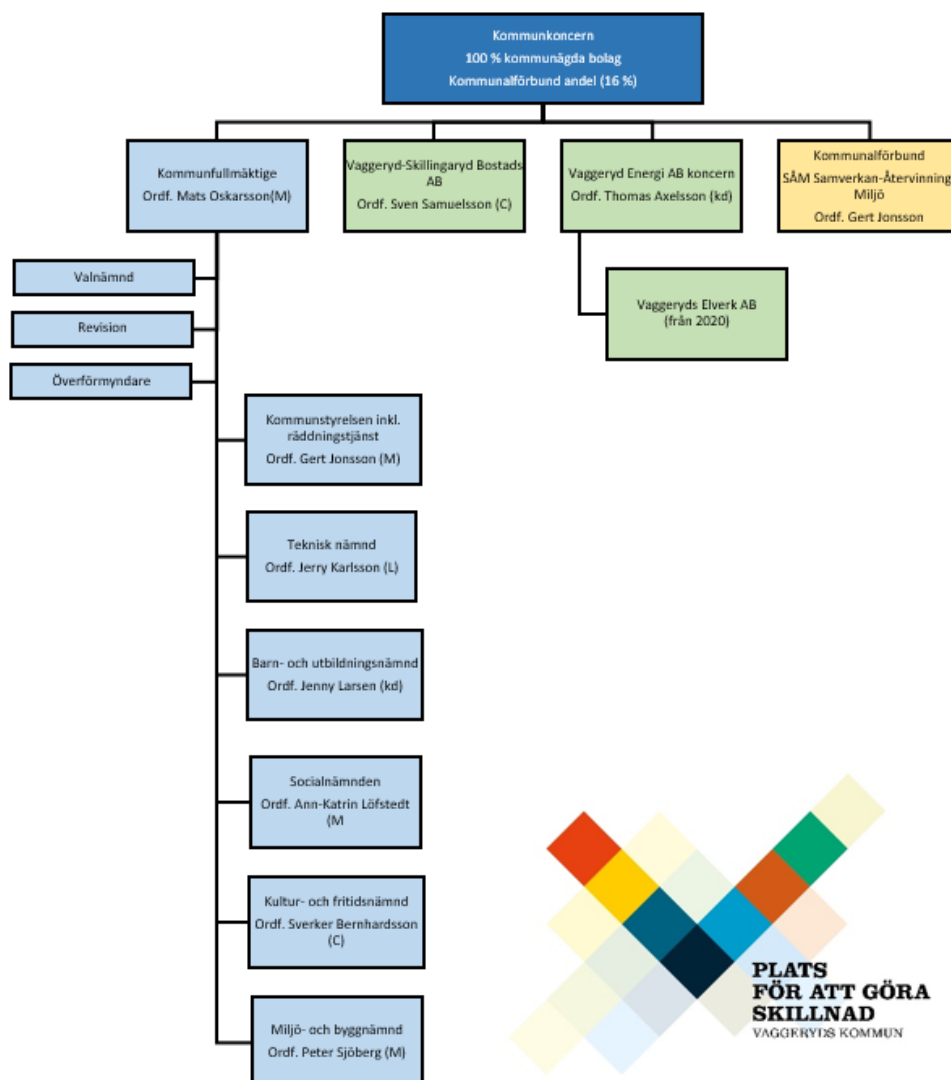 Kommunkoncern
100 % kommunägda bolag
Kommunalförbund andel (16 %)
Kommunfullmäktige
Ordf. Mats Oskarsson(M)
Vaggeryd-Skillingaryd Bostads
AB
Ordf. Sven Samuelsson (C)
Vaggeryd Energi AB koncern
Ordf. Thomas Axelsson (kd)
Kommunalförbund
SÅM Samverkan-Återvinning
Miljö
Ordf. Gert Jonsson
Valnämnd
Revision
Överförmyndare
Vaggeryds Elverk AB
(från 2020)
Kommunstyrelsen inkl.
räddningstjänst
Ordf. Gert Jonsson (M)
Teknisk nämnd
Ordf. Jerry Karlsson (L)
Barn- och utbildningsnämnd
Ordf. Jenny Larsen (kd)
Socialnämnden
Ordf. Ann-Katrin Löfstedt
(M
Kultur- och fritidsnämnd
Ordf. Sverker Bernhardsson
(C)
Miljö- och byggnämnd
Ordf. Peter Sjöberg (M)
PLATS
FÖR ATT GÖRA
SKILLNAD
VAGGERYDS KOMMUN